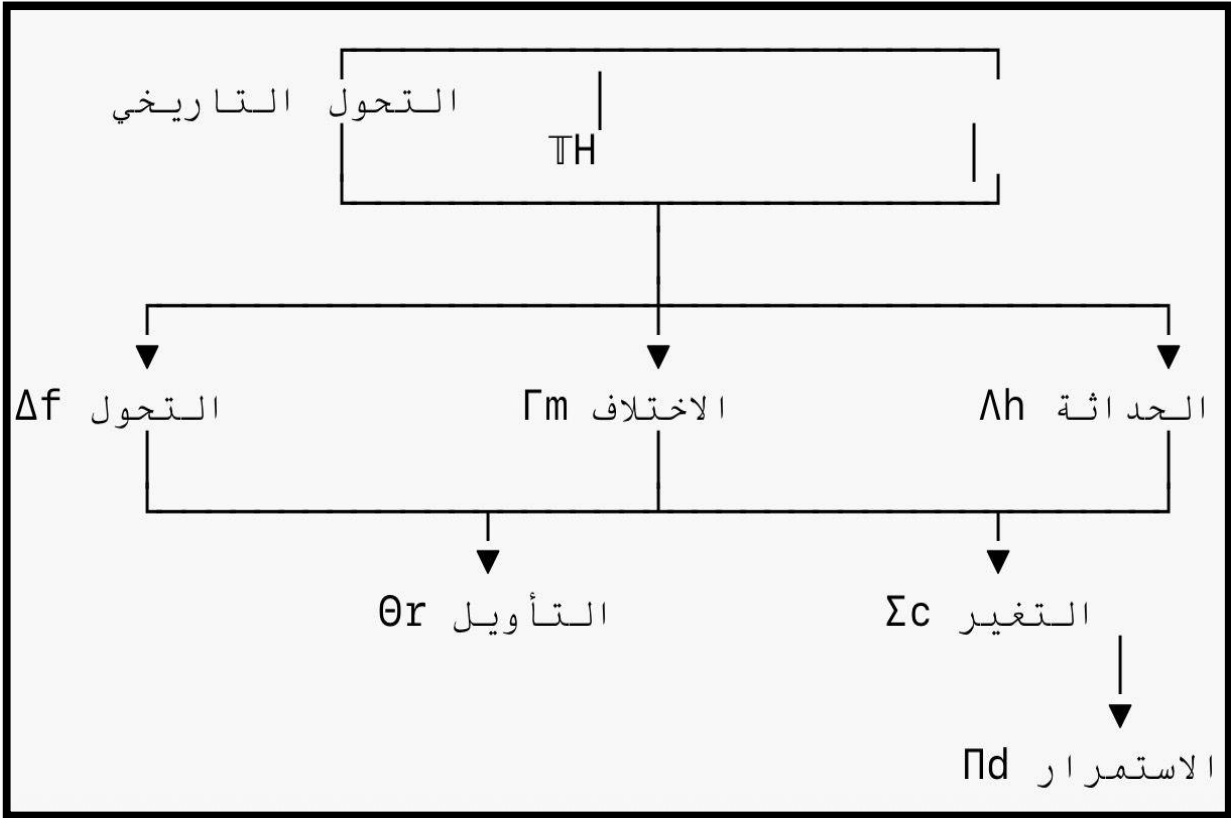 التحول التاريخي
𝕋H
التحول Δf
الاختلاف Γm
الحداثة Λh
التأويل Θr
التغير Σc
الاستمرار Πd